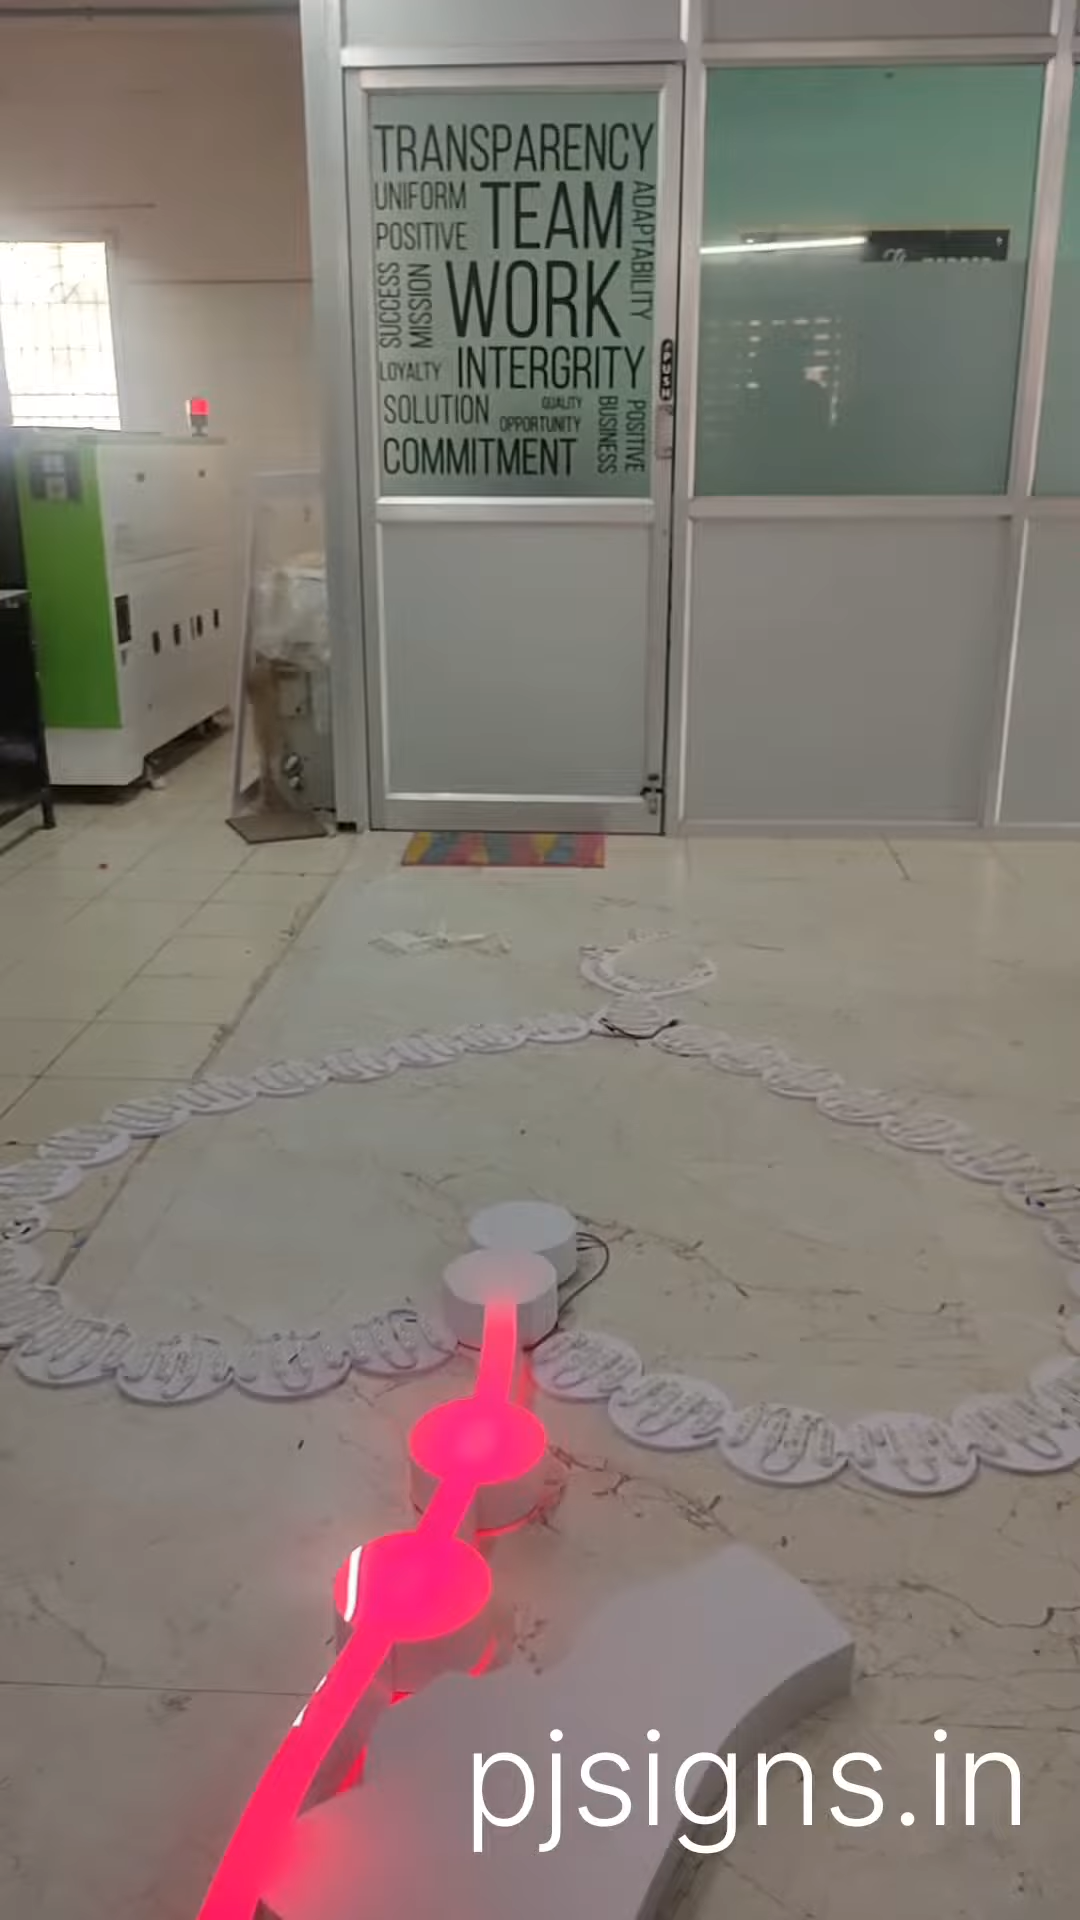 TRANSPARENCY
UNIFORM
POSITIVE
TEAM
ADAPTABILITY
SUCCESS
MISSION
WORK
LOYALTY
INTERGRITY
SOLUTION
QUALITY
OPPORTUNITY
BUSINESS
POSITIVE
COMMITMENT
pjsigns.in